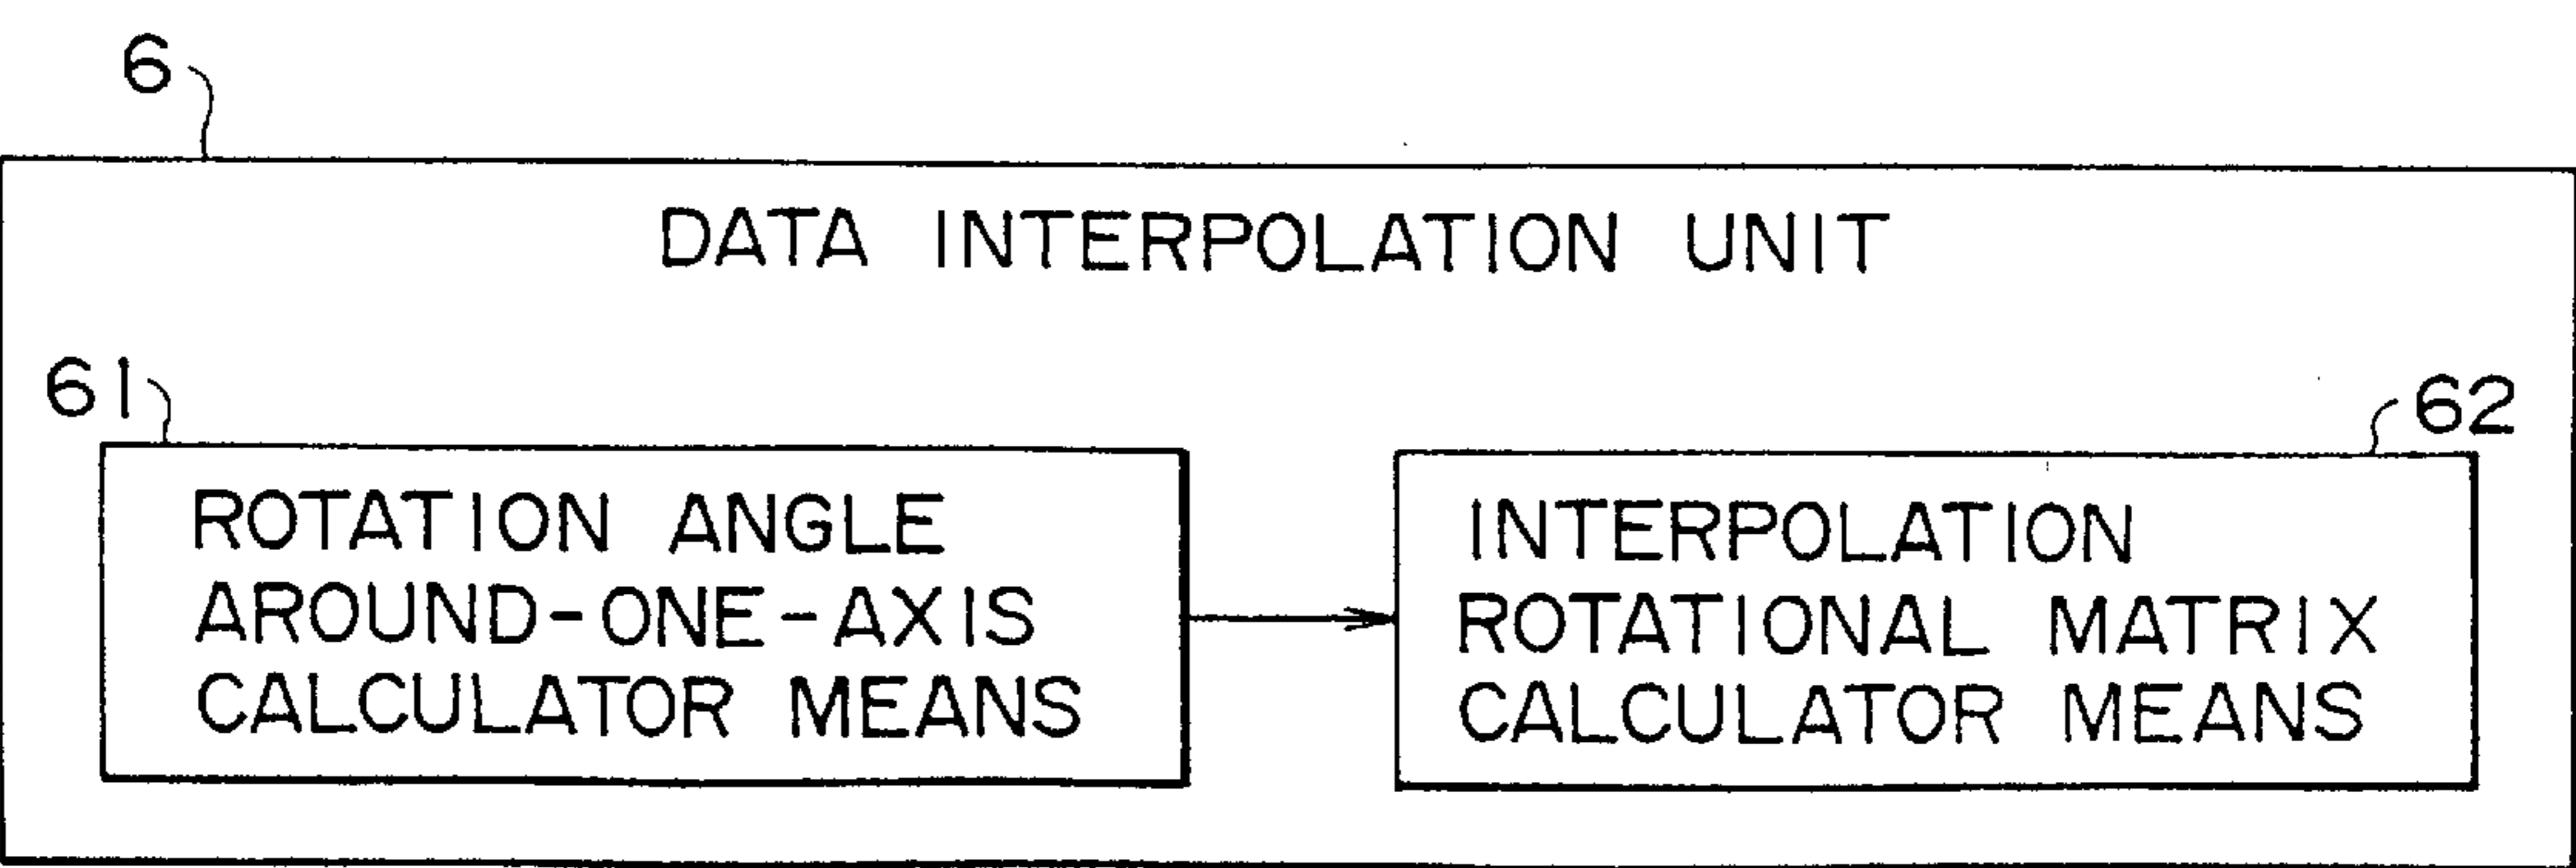 6
DATA INTERPOLATION UNIT
61
62
ROTATION ANGLE
AROUND-ONE-AXIS
CALCULATOR MEANS
INTERPOLATION
ROTATIONAL MATRIX
CALCULATOR MEANS